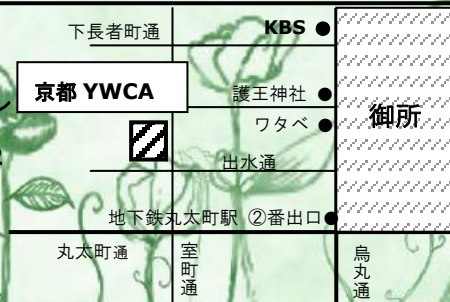 下長者町通
KBS ●
京都 YWCA
護王神社 ●
ワタベ ●
御所
出水通
地下鉄丸太町駅 ②番出口●
丸太町通
室町通
烏丸通